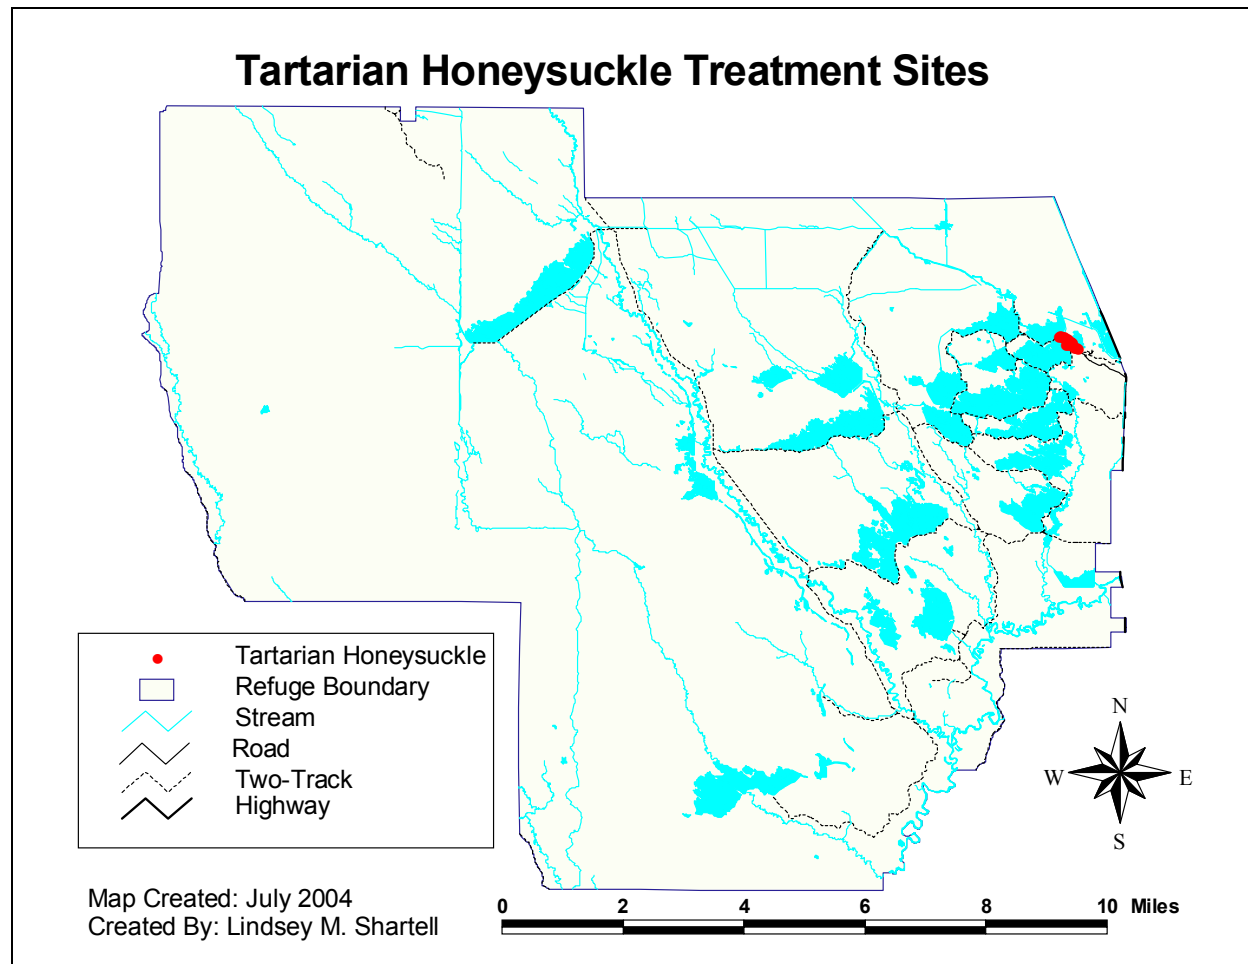 Tartarian Honeysuckle Treatment Sites
Tartarian Honeysuckle
Refuge Boundary
Stream
Road
Two-Track
Highway
N
W E
S
Map Created: July 2004
Created By: Lindsey M. Shartell
0 2 4 6 8 10 Miles